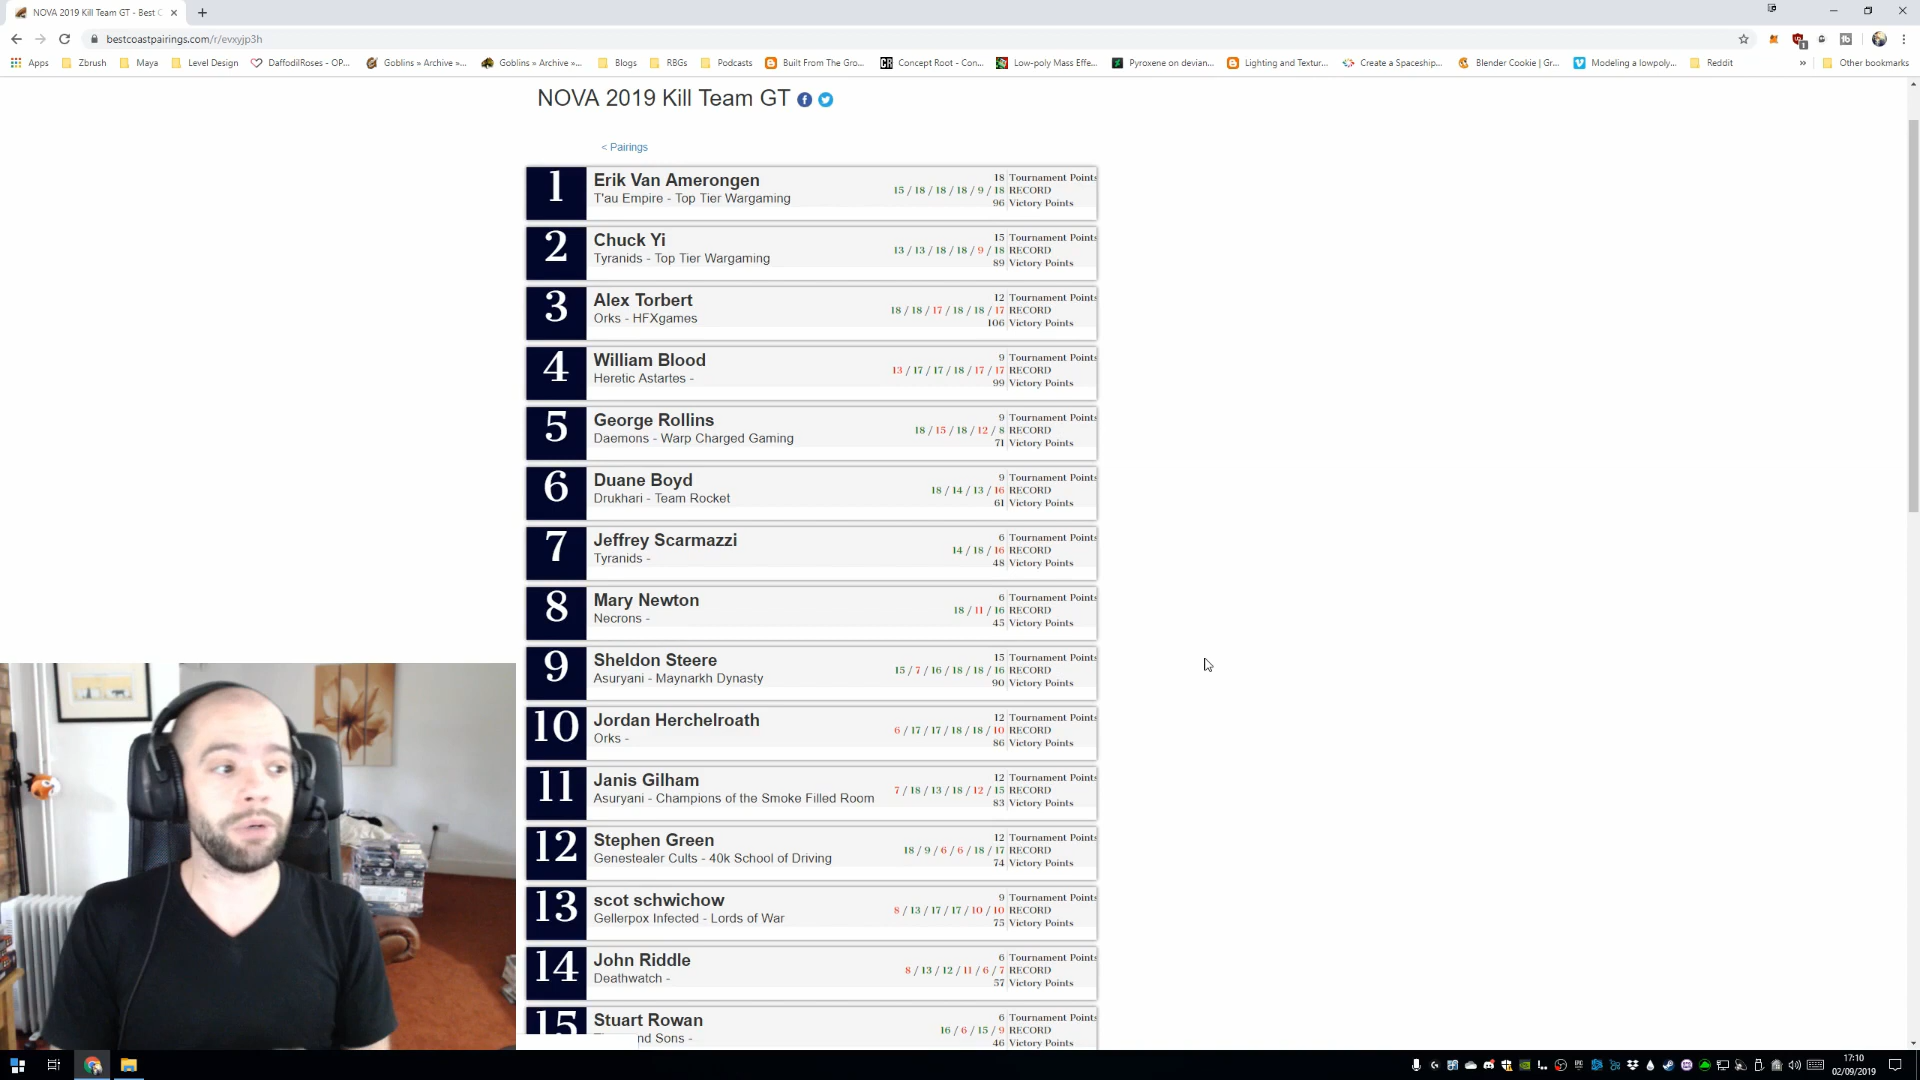 NOVA 2019 Kill Team GT - Best C
bestcoastpairings.com/r/evxyjp3h
Apps Zbrush Maya Level Design DaffodilRoses - OP... Goblins » Archive »... Goblins » Archive »... Blogs RBGs Podcasts Built From The Gro... Concept Root - Con... Low-poly Mass Effe... Pyroxene on devian... Lighting and Textur... Create a Spaceship... Blender Cookie | Gr... Modeling a lowpoly... Reddit » Other bookmarks
NOVA 2019 Kill Team GT
< Pairings
1 Erik Van Amerongen 18 Tournament Points
T'au Empire - Top Tier Wargaming 15 / 18 / 18 / 18 / 9 / 18 RECORD
96 Victory Points
2 Chuck Yi 15 Tournament Points
Tyranids - Top Tier Wargaming 13 / 13 / 18 / 18 / 9 / 18 RECORD
89 Victory Points
3 Alex Torbert 12 Tournament Points
Orks - HFXgames 18 / 18 / 17 / 18 / 18 / 17 RECORD
106 Victory Points
4 William Blood 9 Tournament Points
Heretic Astartes - 13 / 17 / 17 / 18 / 17 / 17 RECORD
99 Victory Points
5 George Rollins 9 Tournament Points
Daemons - Warp Charged Gaming 18 / 15 / 18 / 12 / 8 RECORD
71 Victory Points
6 Duane Boyd 9 Tournament Points
Drukhari - Team Rocket 18 / 14 / 13 / 16 RECORD
61 Victory Points
7 Jeffrey Scarmazzi 6 Tournament Points
Tyranids - 14 / 18 / 16 RECORD
48 Victory Points
8 Mary Newton 6 Tournament Points
Necrons - 18 / 11 / 16 RECORD
45 Victory Points
9 Sheldon Steere 15 Tournament Points
Asuryani - Maynarkh Dynasty 15 / 7 / 16 / 18 / 18 / 16 RECORD
90 Victory Points
10 Jordan Herchelroath 12 Tournament Points
Orks - 6 / 17 / 17 / 18 / 18 / 10 RECORD
86 Victory Points
11 Janis Gilham 12 Tournament Points
Asuryani - Champions of the Smoke Filled Room 7 / 18 / 13 / 18 / 12 / 15 RECORD
83 Victory Points
12 Stephen Green 12 Tournament Points
Genestealer Cults - 40k School of Driving 18 / 9 / 6 / 6 / 18 / 17 RECORD
74 Victory Points
13 scot schwichow 9 Tournament Points
Gellerpox Infected - Lords of War 8 / 13 / 17 / 17 / 10 / 10 RECORD
75 Victory Points
14 John Riddle 6 Tournament Points
Deathwatch - 8 / 13 / 12 / 11 / 6 / 7 RECORD
57 Victory Points
15 Stuart Rowan 6 Tournament Points
nd Sons - 16 / 6 / 15 / 9 RECORD
46 Victory Points
17:10
02/09/2019